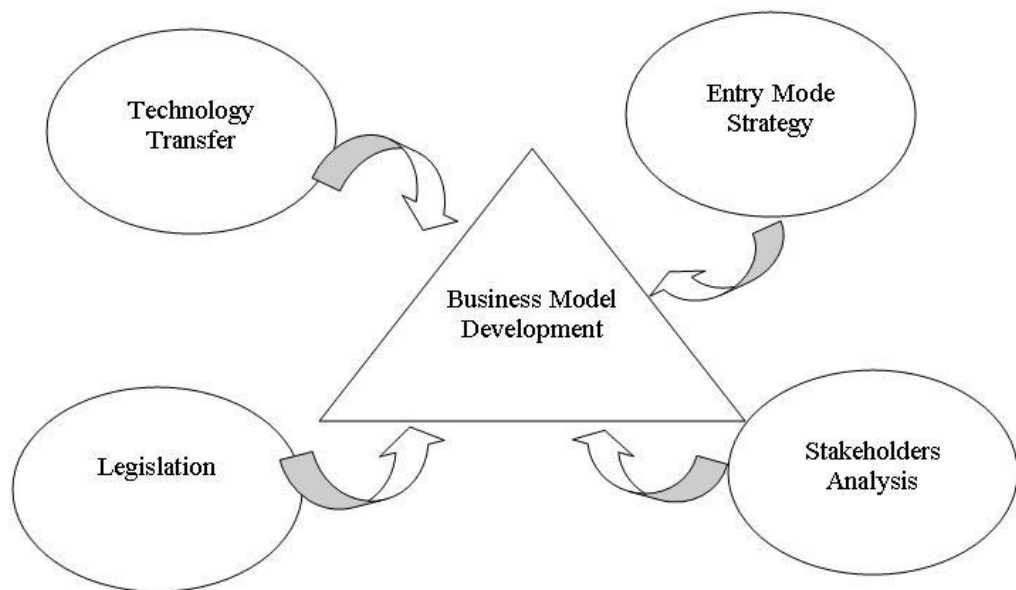 Technology
Transfer
Entry Mode
Strategy
Business Model
Development
Legislation
Stakeholders
Analysis